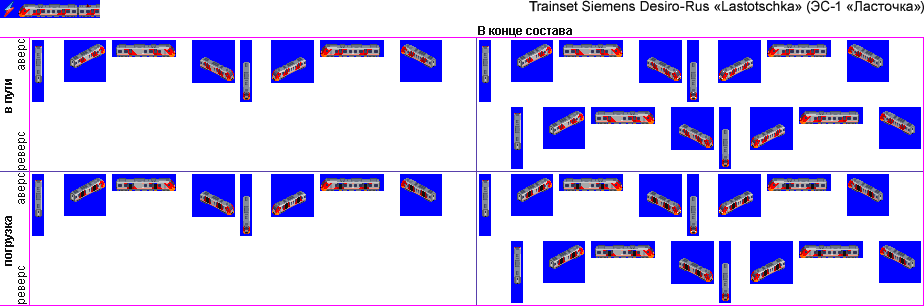 Trainset Siemens Desiro-Rus «Lastotschka» (ЭС-1 «Ласточка»)
В конце состава
в пути
аверс
реверс
погрузка
аверс
реверс